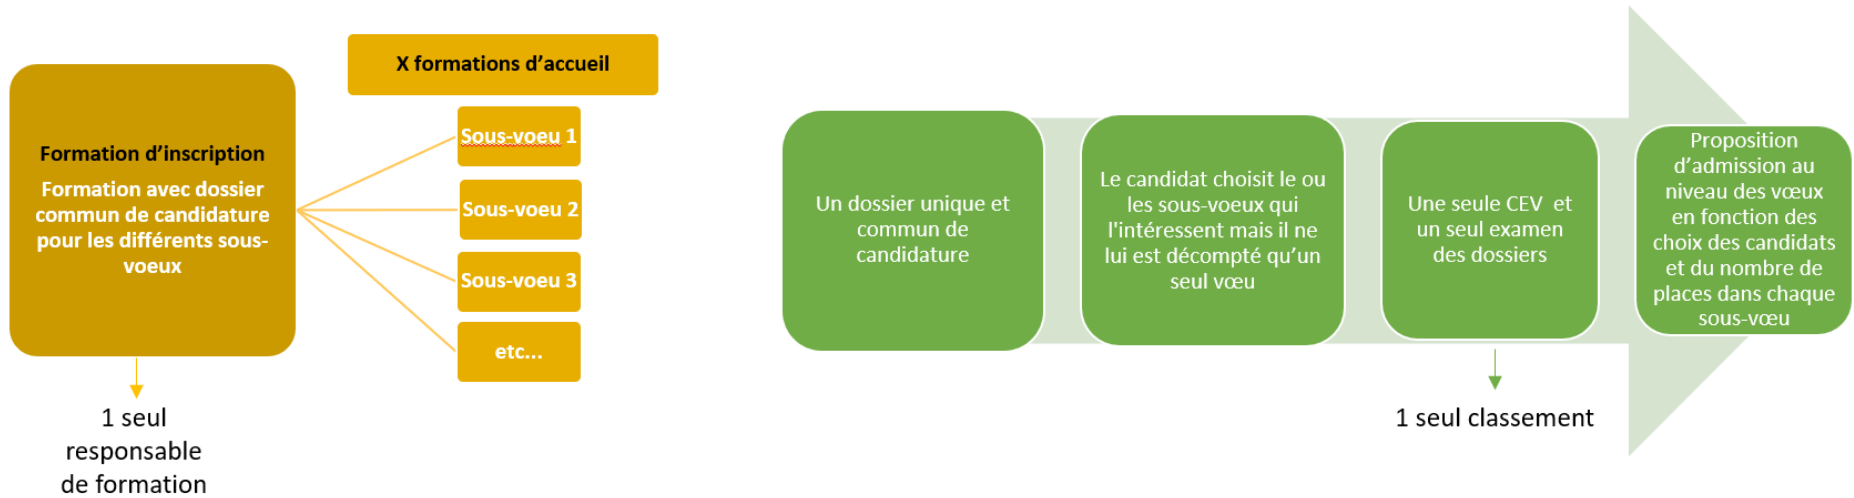 Formation d’inscription
Formation avec dossier
commun de candidature
pour les différents sous-
voeux
1 seul
responsable
de formation
X formations d’accueil
Sous-voeu 1
Sous-voeu 2
Sous-voeu 3
etc...
Un dossier unique et
commun de
candidature
Le candidat choisit le ou
les sous-voeux qui
l'intéressent mais il ne
lui est décompté qu’un
seul vœu
Une seule CEV et
un seul examen
des dossiers
1 seul classement
Proposition
d’admission au
niveau des vœux
en fonction des
choix des candidats
et du nombre de
places dans chaque
sous-vœu